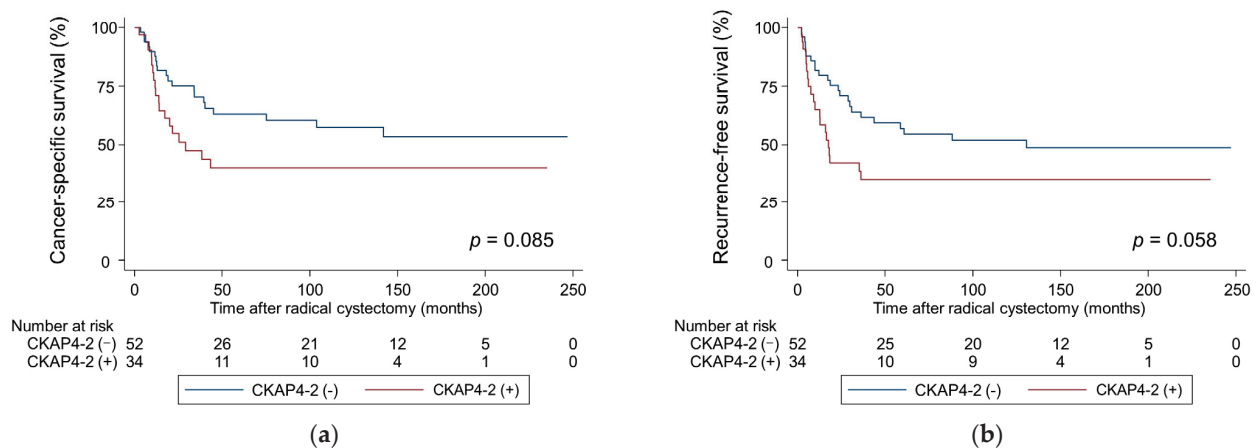 Cancer-specific survival (%)
100
75
50
25
0
p = 0.085
0 50 100 150 200 250
Time after radical cystectomy (months)
Number at risk
CKAP4-2 (−) 52 26 21 12 5 0
CKAP4-2 (+) 34 11 10 4 1 0
CKAP4-2 (-) CKAP4-2 (+)
(a)
Recurrence-free survival (%)
100
75
50
25
0
p = 0.058
0 50 100 150 200 250
Time after radical cystectomy (months)
Number at risk
CKAP4-2 (−) 52 25 20 12 5 0
CKAP4-2 (+) 34 10 9 4 1 0
CKAP4-2 (-) CKAP4-2 (+)
(b)